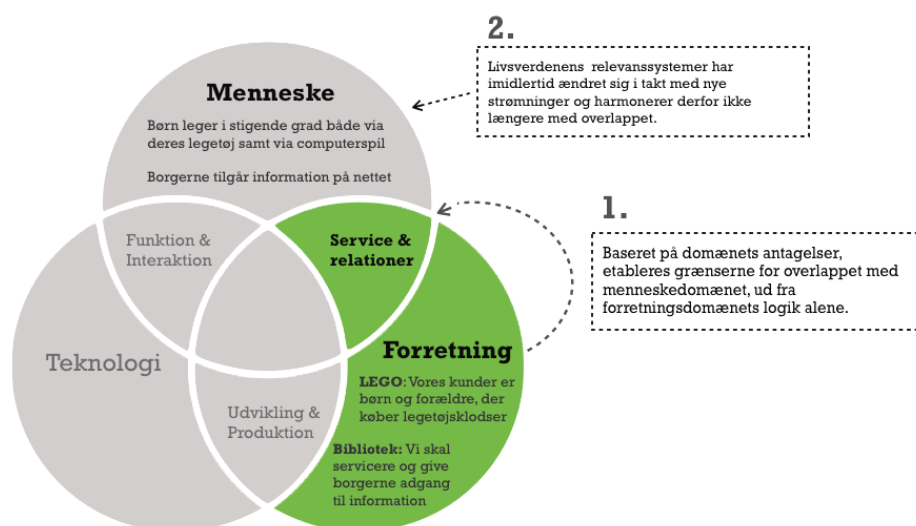 2.
Livsverdenens relevanssystemer har
imidlertid ændret sig i takt med nye
strømninger og harmonerer derfor ikke
længere med overlappet.
Menneske
Børn leger i stigende grad både via
deres legetøj samt via computerspil
Borgerne tilgår information på nettet
1.
Baseret på domænets antagelser,
etableres grænserne for overlappet med
menneskedomænet, ud fra
forretningsdomænets logik alene.
Funktion &
Interaktion
Service &
relationer
Teknologi
Forretning
LEGO: Vores kunder er
børn og forældre, der
køber legetøjsklodser
Udvikling &
Produktion
Bibliotek: Vi skal
servicere og give
borgerne adgang
til information